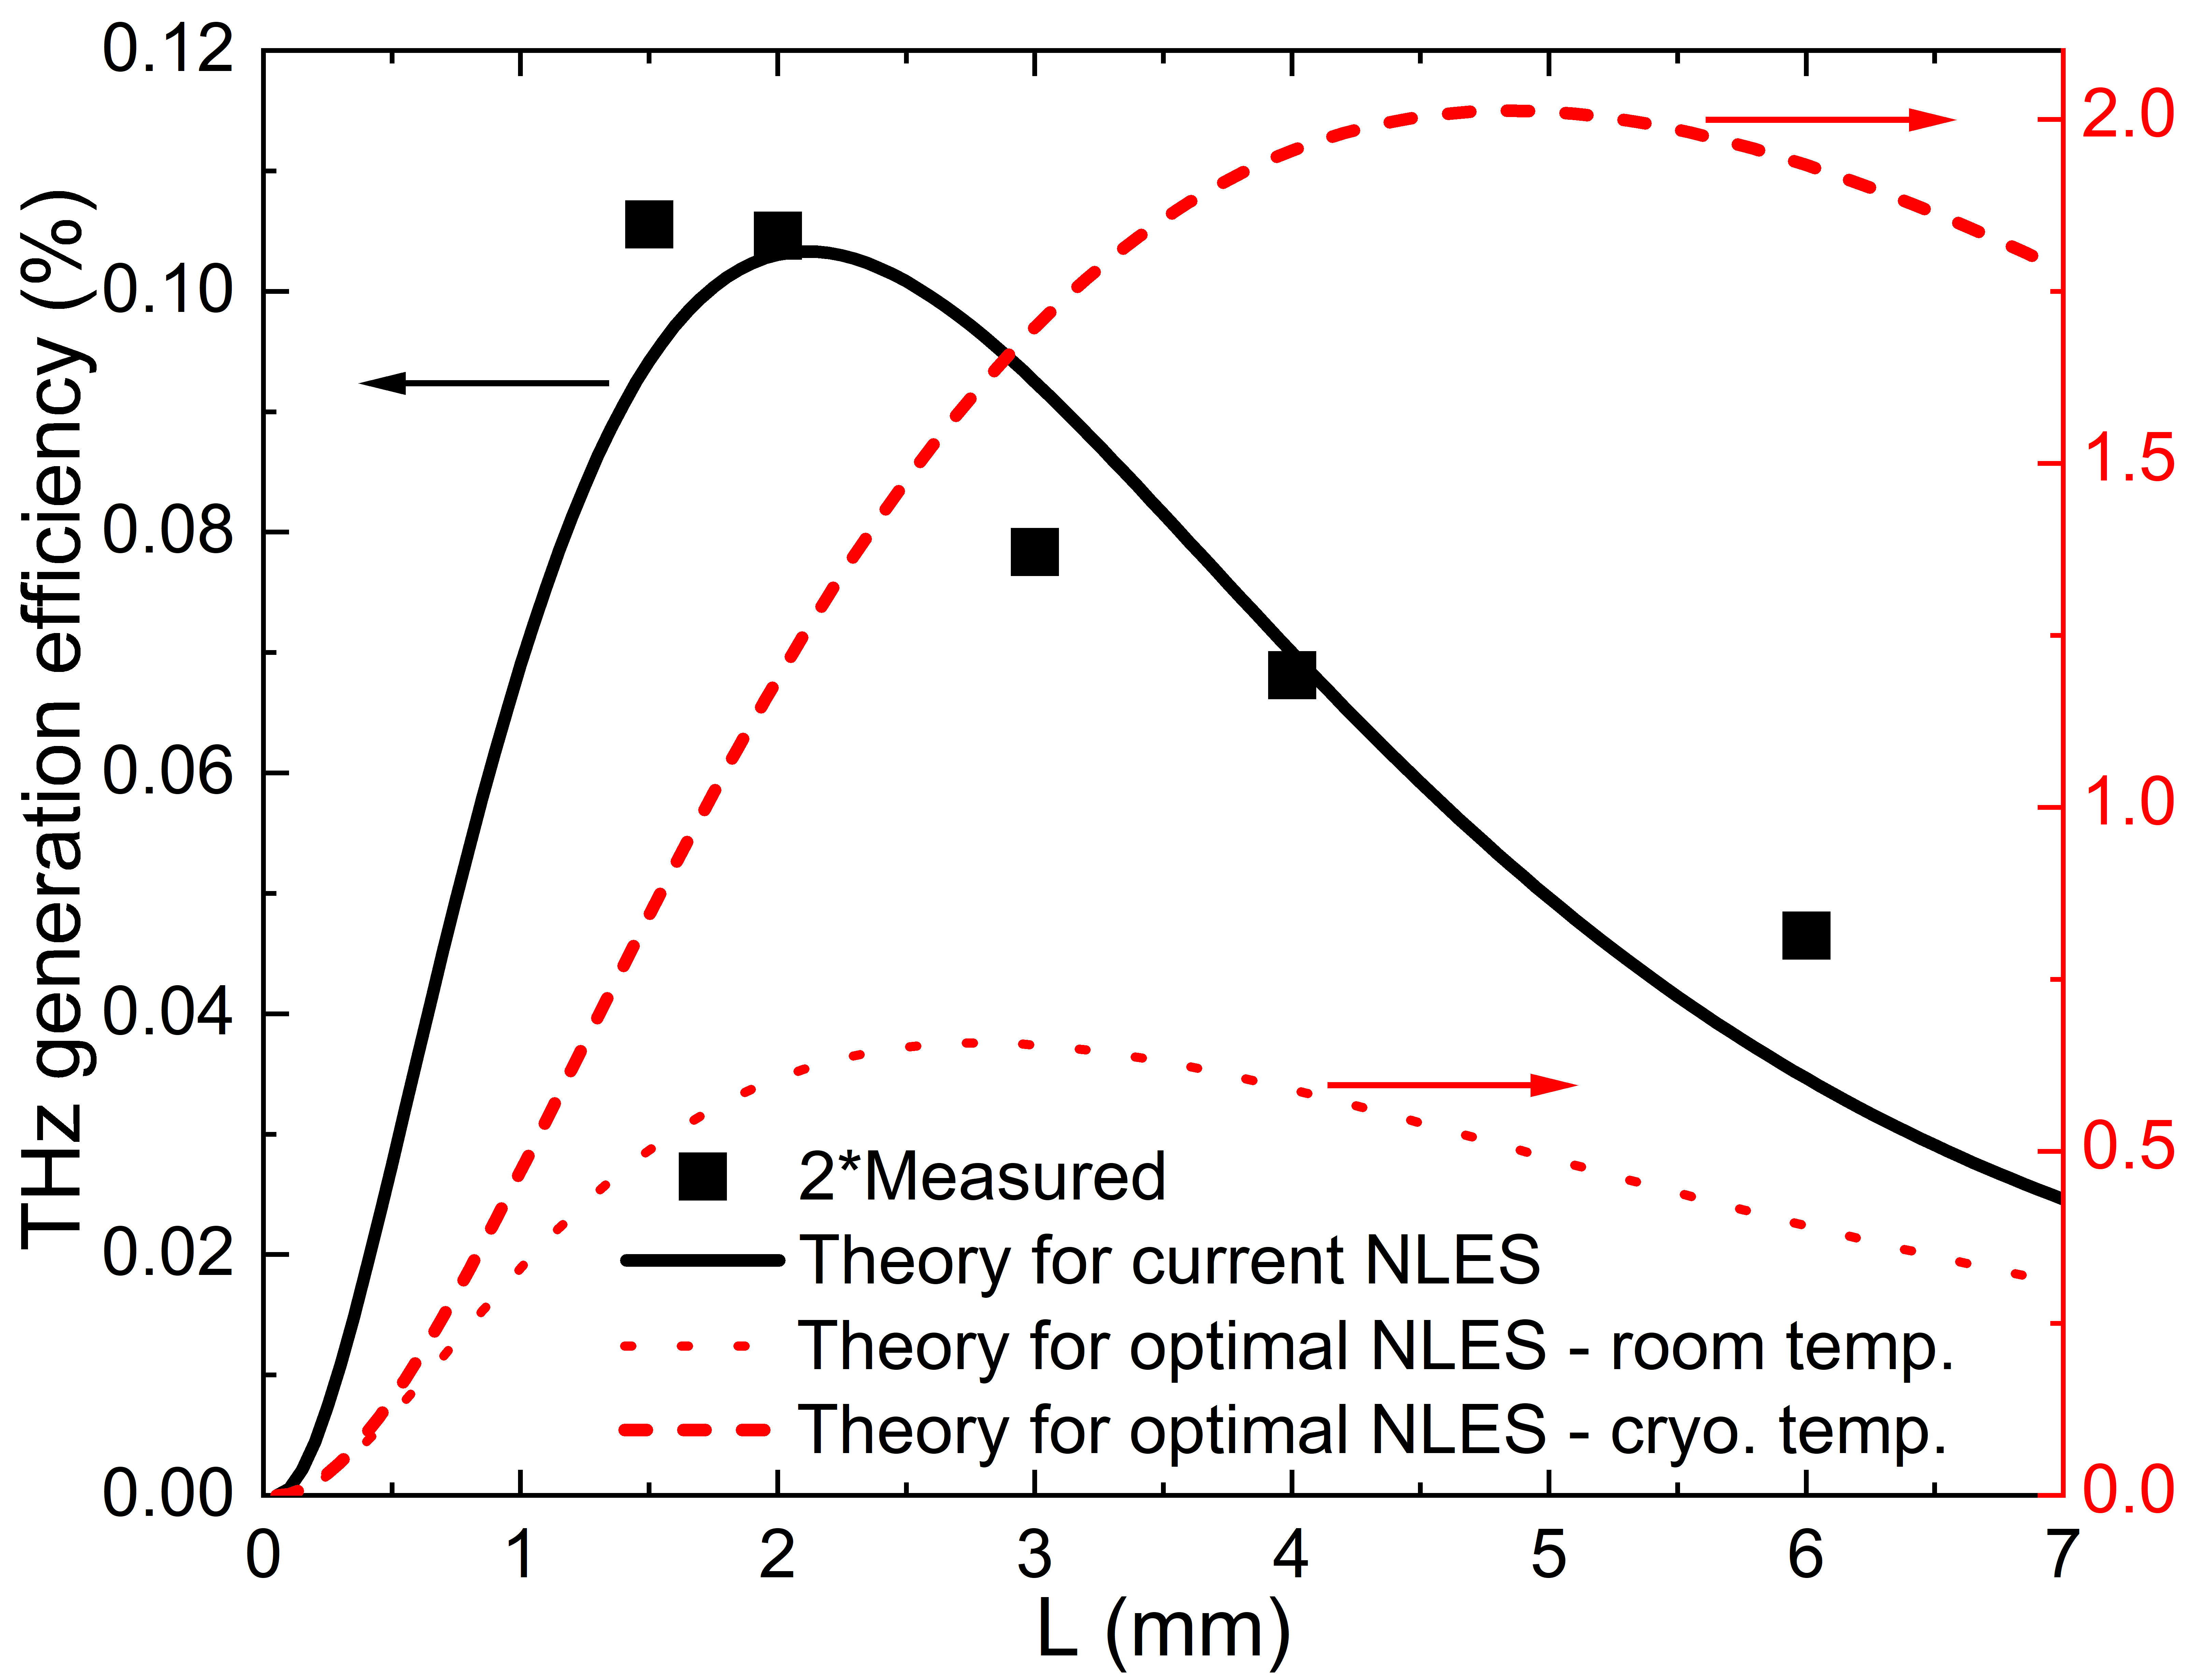 THz generation efficiency (%)
0.12
0.10
0.08
0.06
0.04
0.02
0.00
2.0
1.5
1.0
0.5
0.0
2*Measured
Theory for current NLES
Theory for optimal NLES - room temp.
Theory for optimal NLES - cryo. temp.
0 1 2 3 4 5 6 7
L (mm)